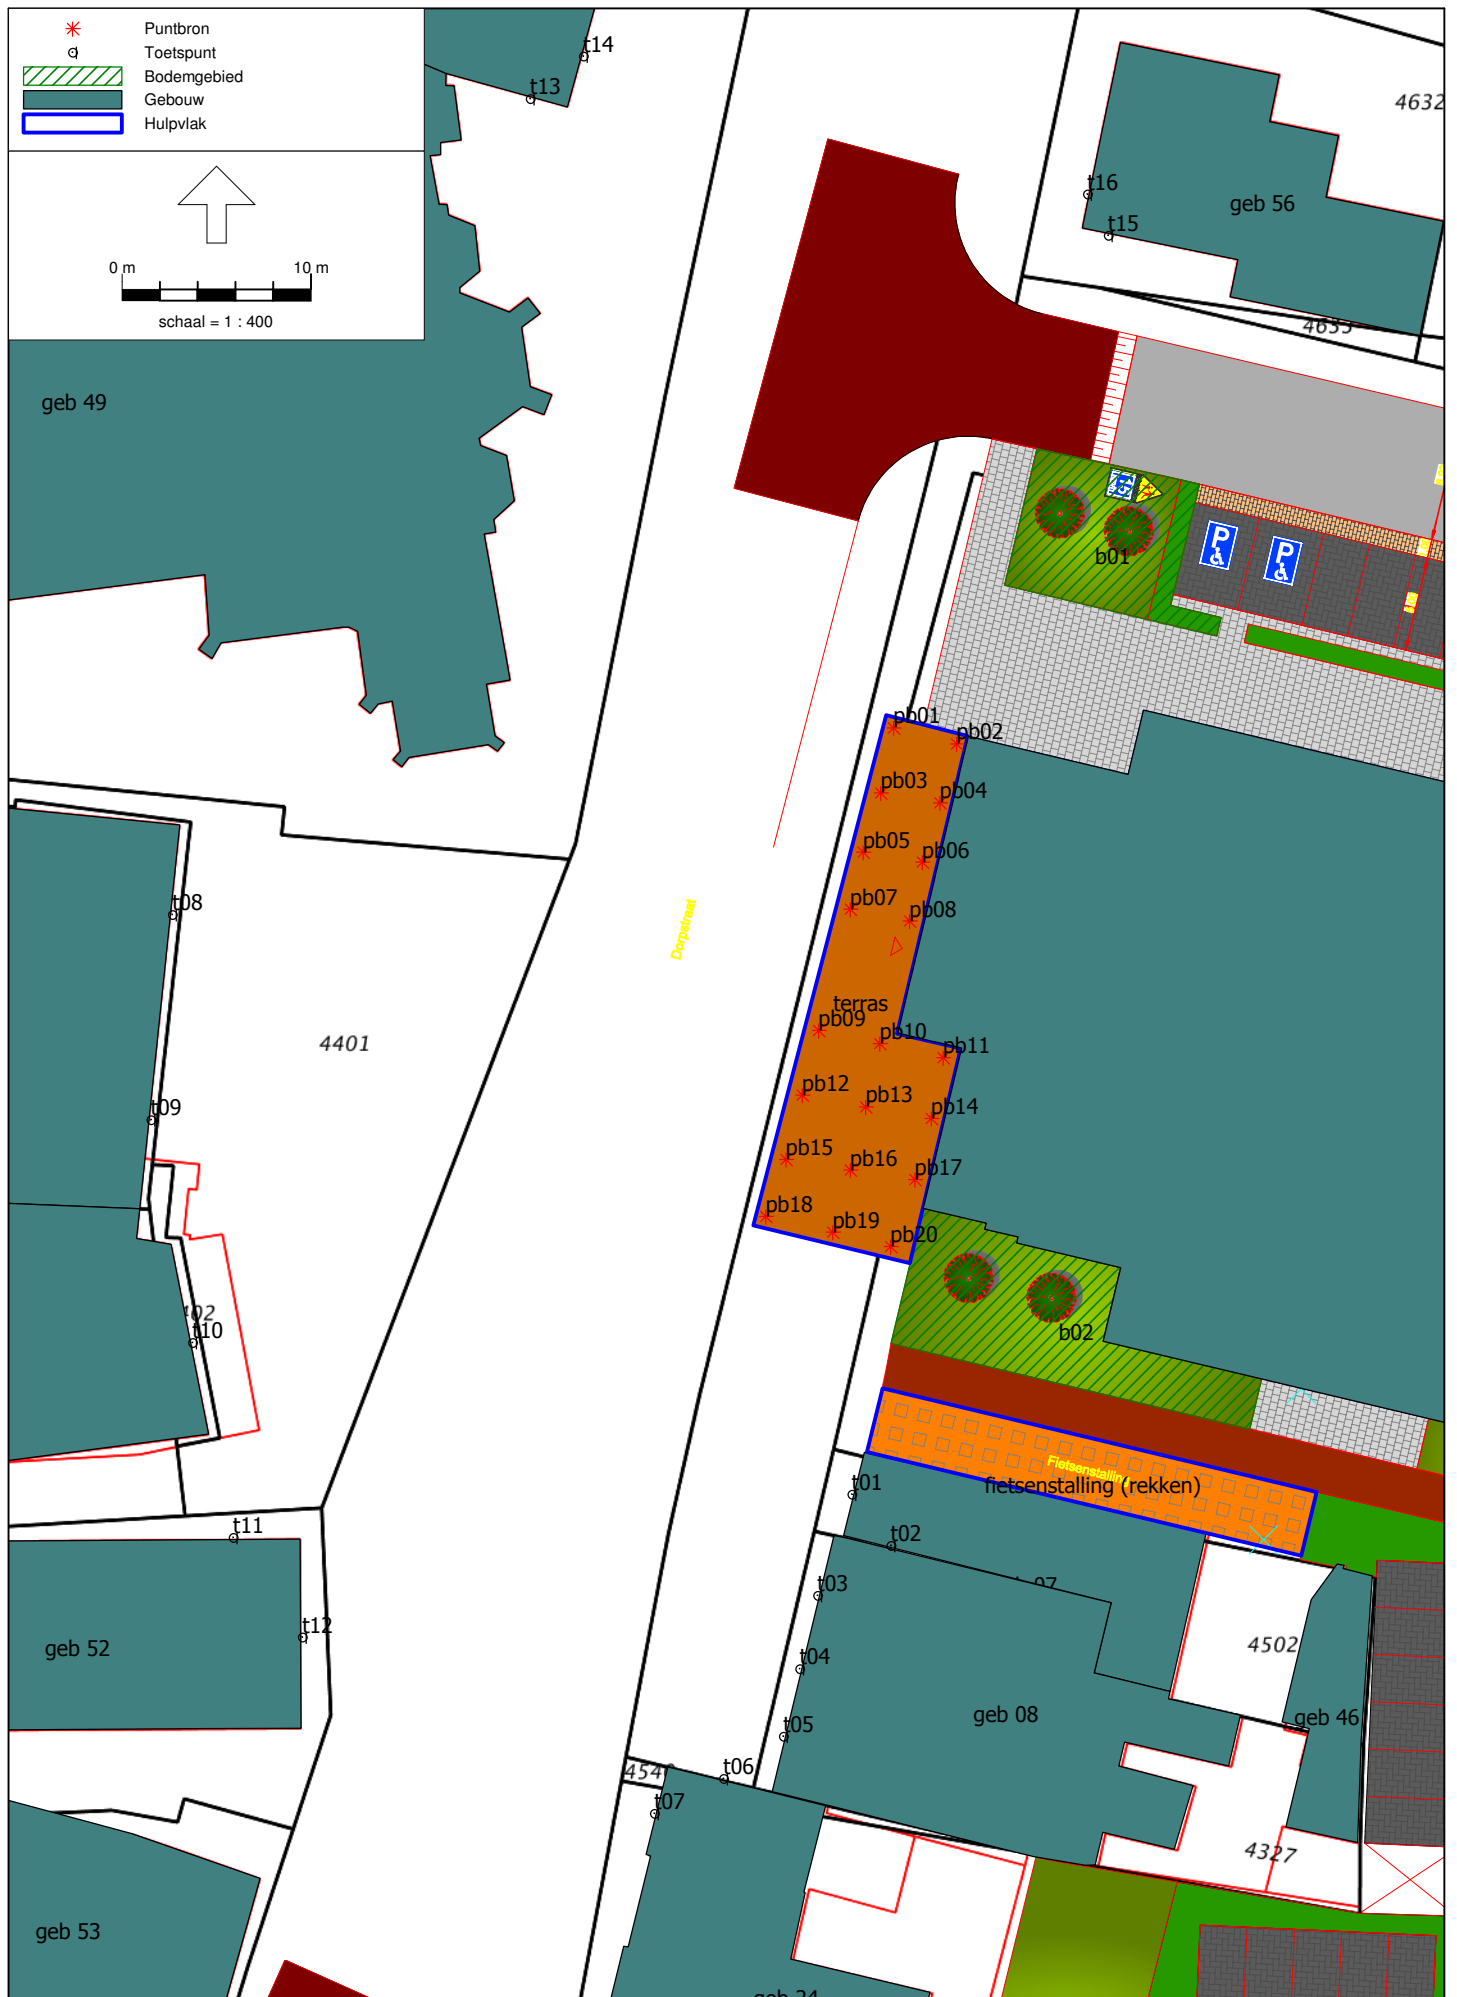 Puntbron
Toetspunt
Bodemgebied
Gebouw
Hulpvlak
0 m 10 m
schaal = 1 : 400
t14
t13
4632
t16
geb 56
t15
4633
geb 49
b01
P
P
pb01
pb02
pb03
pb04
pb05
pb06
pb07
pb08
t08
Dorpstraat
terras
pb09
pb10
pb11
4401
pb12
pb13
pb14
t09
pb15
pb16
pb17
pb18
pb19
pb20
t10
b02
Fietsenstalling
fietsenstalling (rekken)
t01
t11
t02
t03
t12
geb 52
4502
t04
geb 08
geb 46
t05
t06
t07
4327
geb 53